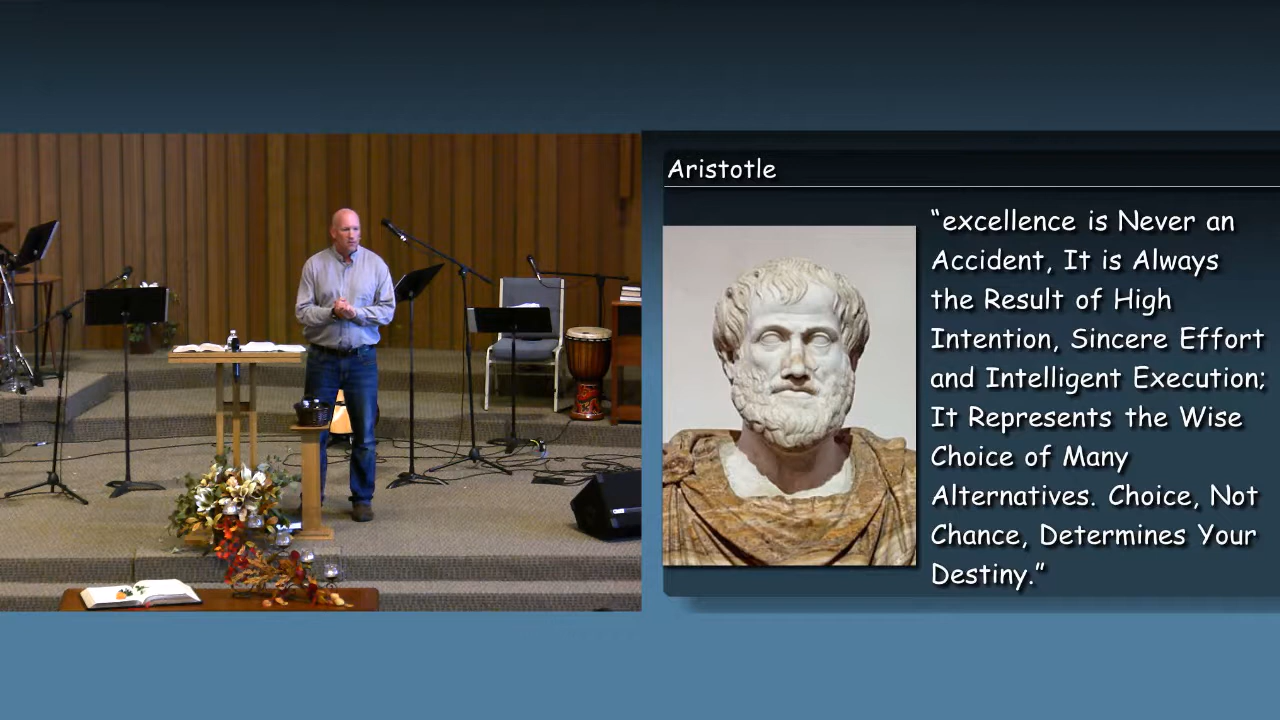 Aristotle
“excellence is Never an
Accident, It is Always
the Result of High
Intention, Sincere Effort
and Intelligent Execution;
It Represents the Wise
Choice of Many
Alternatives. Choice, Not
Chance, Determines Your
Destiny.”